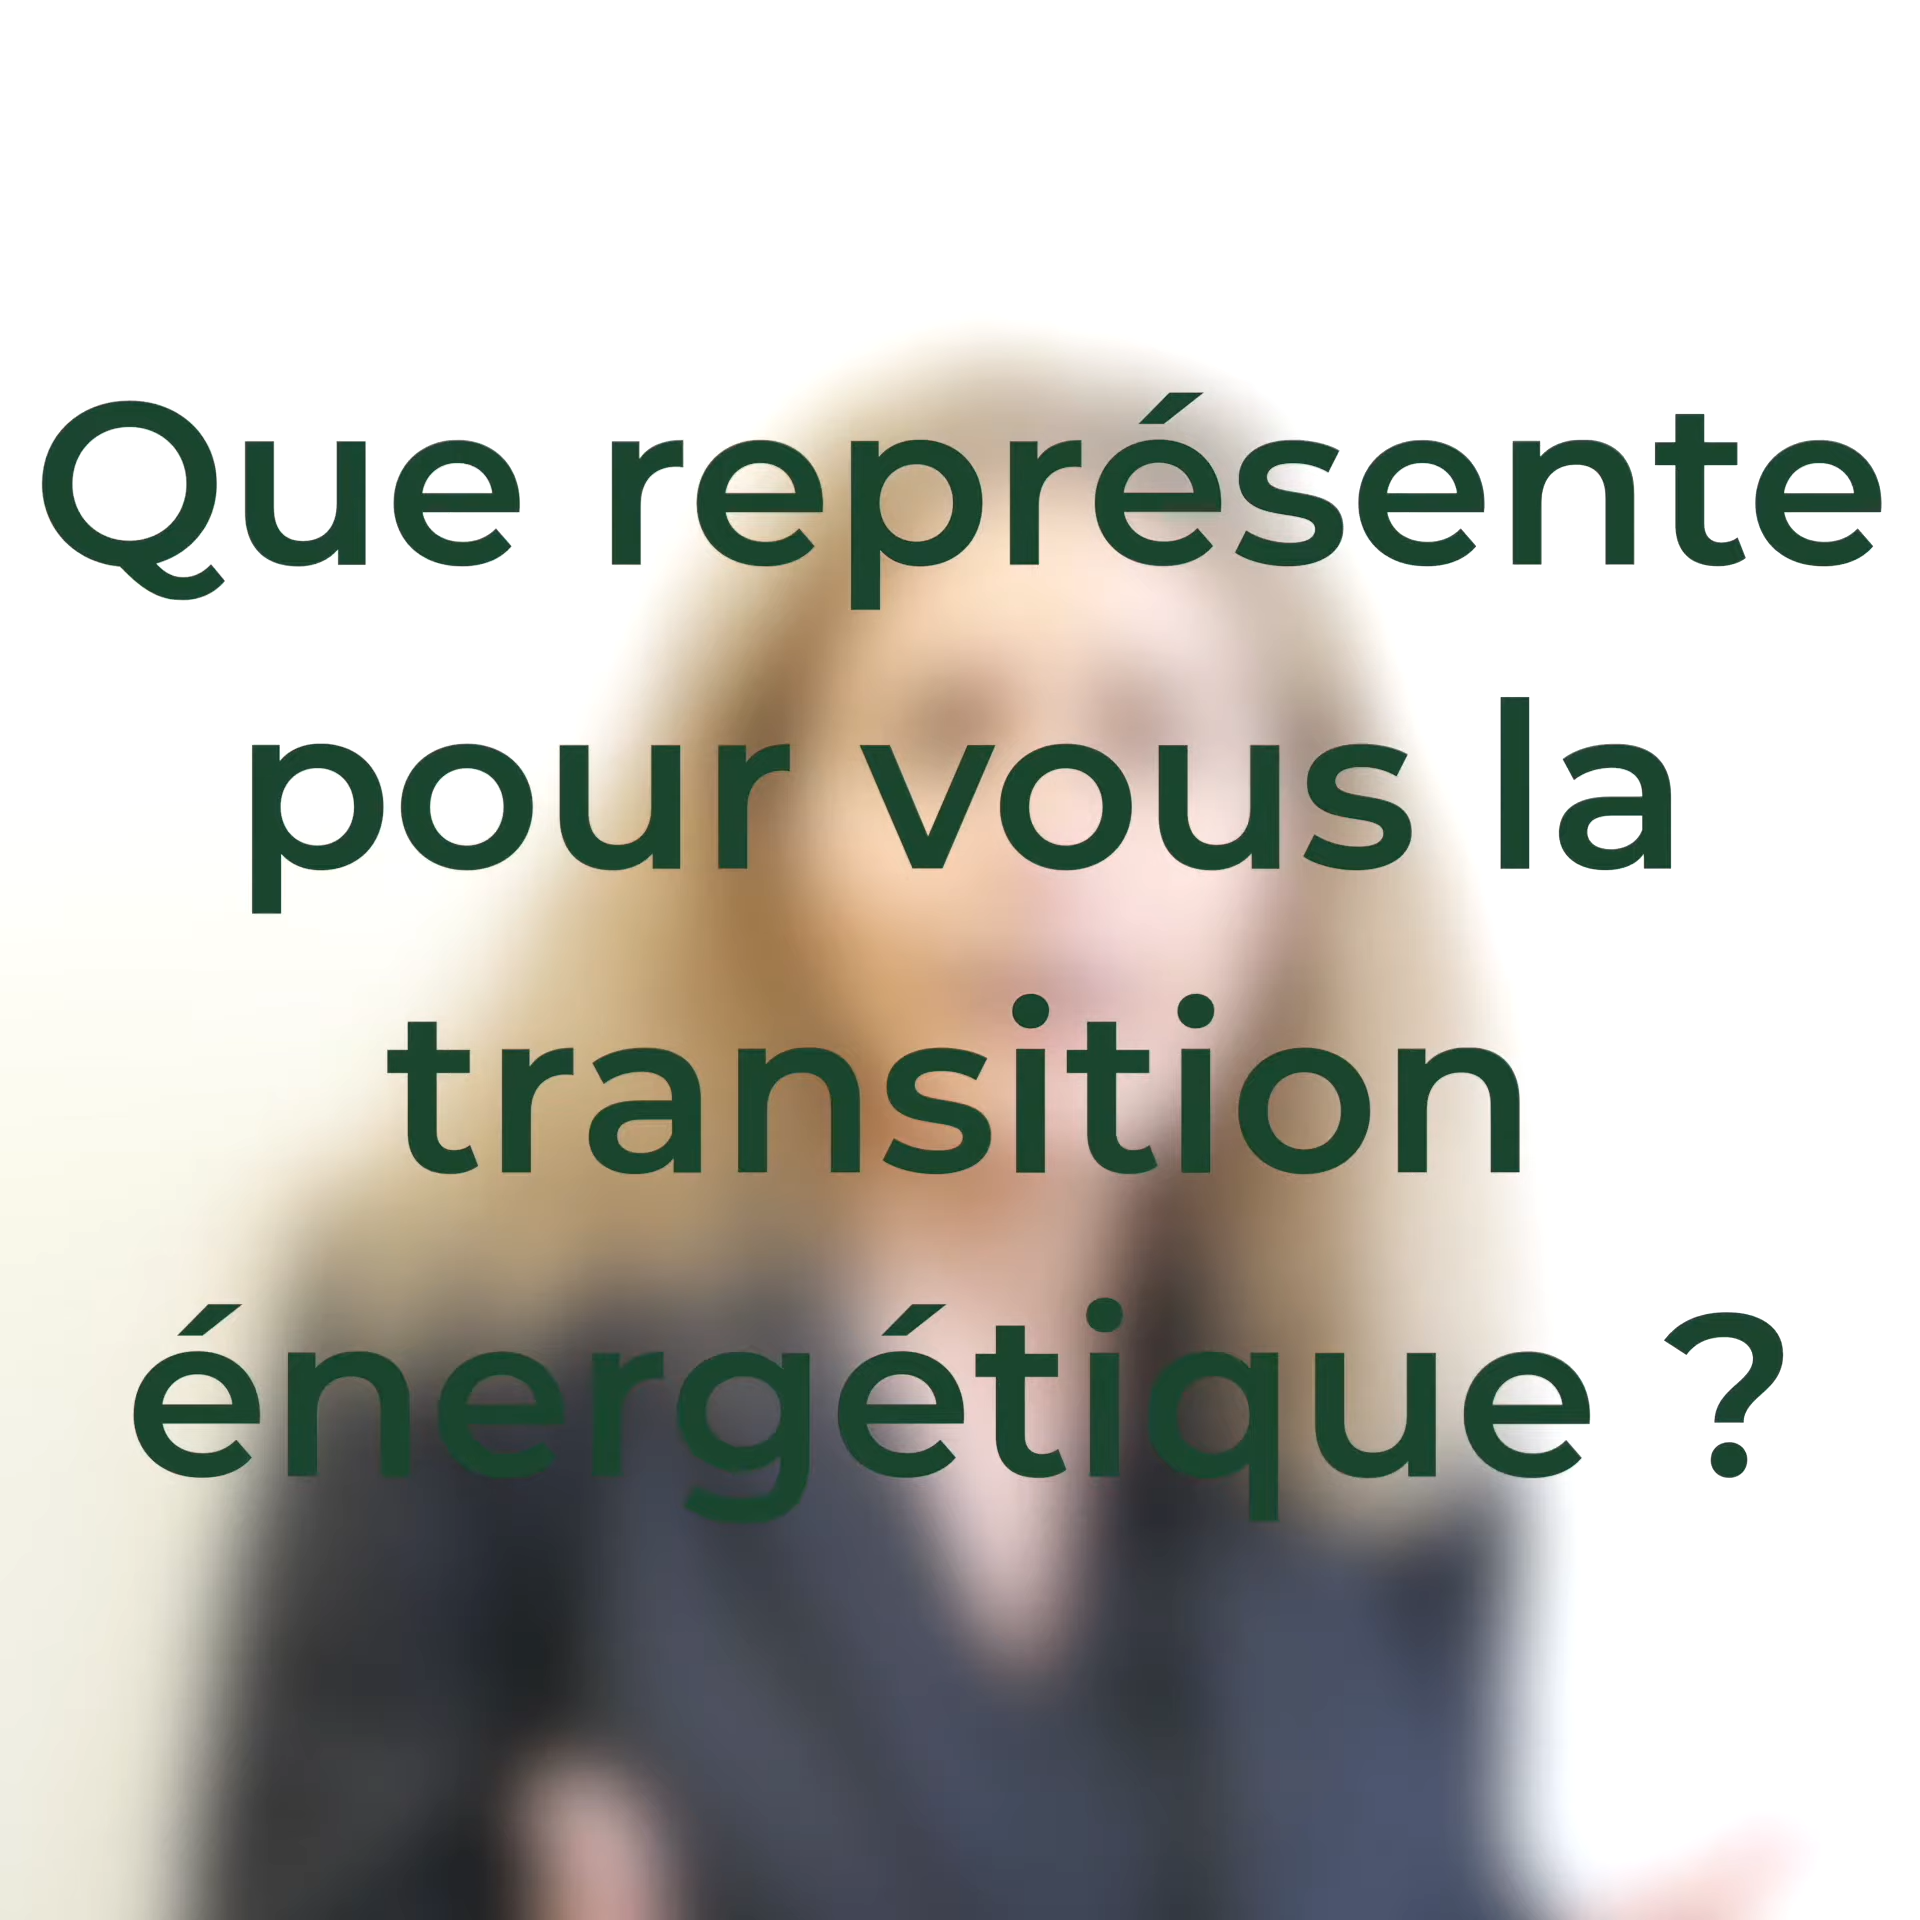 Que représente
pour vous la
transition
énergétique ?